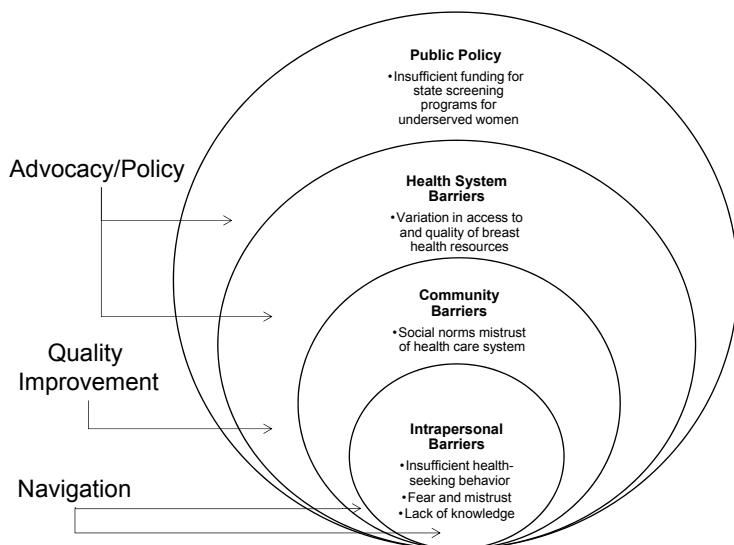 Public Policy
•Insufficient funding for
state screening
programs for
underserved women
Advocacy/Policy
Health System
Barriers
•Variation in access to
and quality of breast
health resources
Community
Barriers
•Social norms mistrust
of health care system
Quality
Improvement
Intrapersonal
Barriers
•Insufficient health-
seeking behavior
•Fear and mistrust
•Lack of knowledge
Navigation